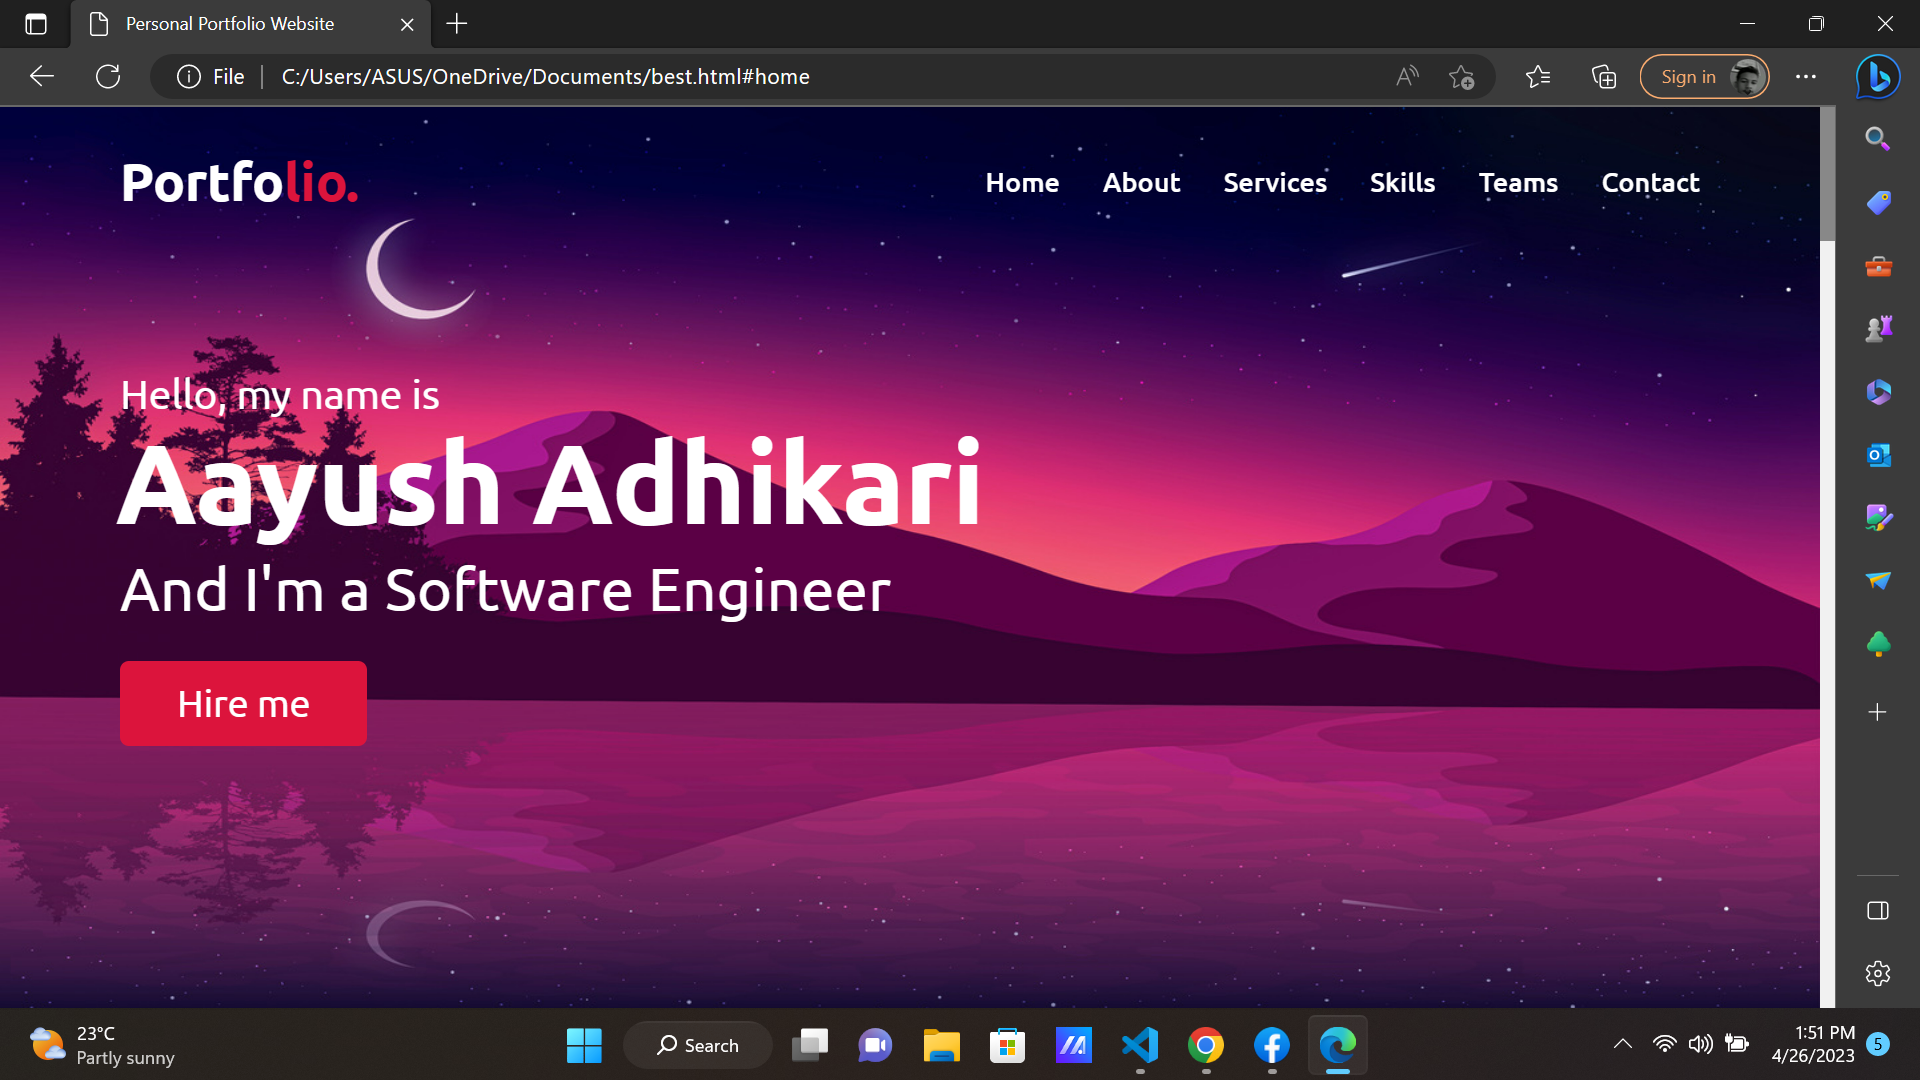 Personal Portfolio Website
File
C:/Users/ASUS/OneDrive/Documents/best.html#home
Sign in
Portfolio.
Home
About
Services
Skills
Teams
Contact
Hello, my name is
Aayush Adhikari
And I'm a Software Engineer
Hire me
23°C
Partly sunny
Search
1:51 PM
4/26/2023
5